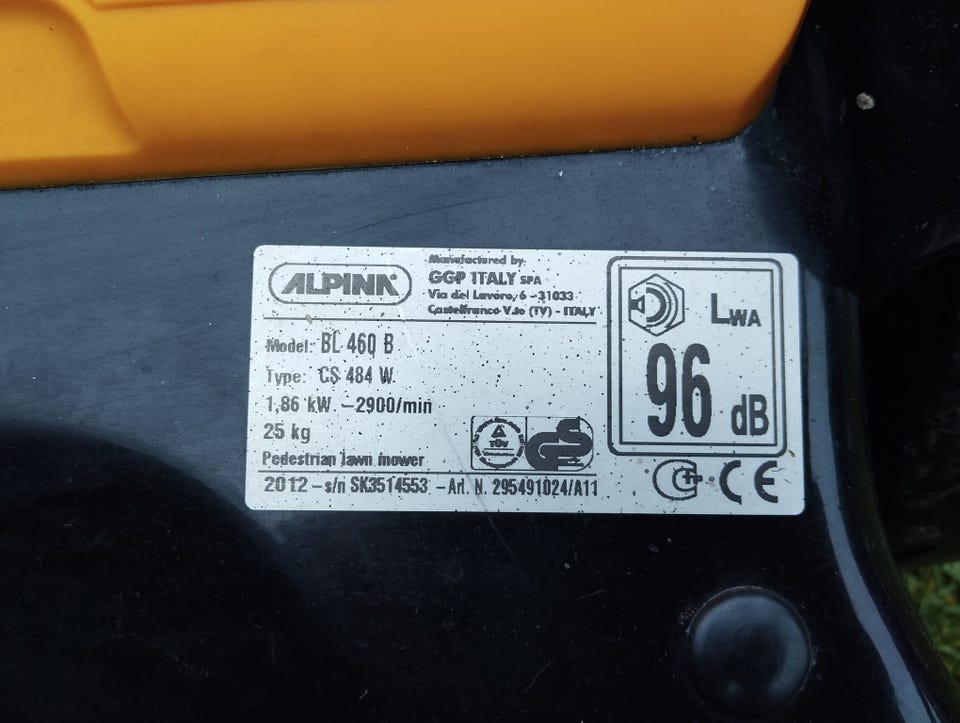 ALPINA
Manufactured by:
GGP ITALY SPA
Via del Lavoro, 6 - 31033
Castelfranco V.to (TV) - ITALY
Model: BL 460 B
Type: CS 484 W
1,86 kW - 2900/min
25 kg
Pedestrian lawn mower
2012 - s/n SK3514553 - Art. N. 295491024/A11
TÜV
GS
LWA
96 dB
CE